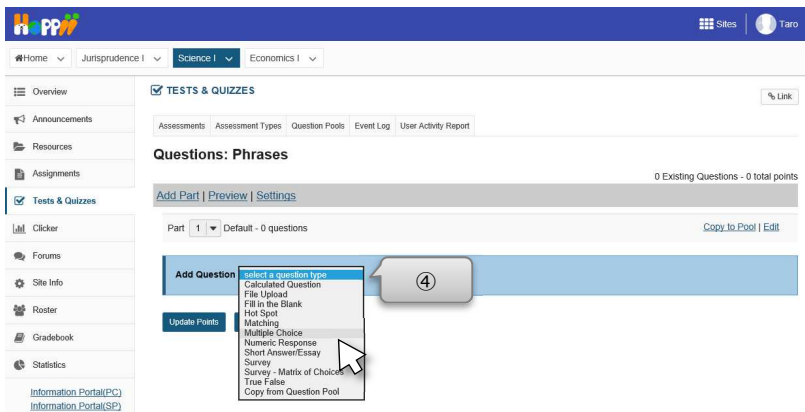 Hoppii
Sites
Taro
Home
Jurisprudence I
Science I
Economics I
Overview
Announcements
Resources
Assignments
Tests & Quizzes
Clicker
Forums
Site Info
Roster
Gradebook
Statistics
Information Portal(PC)
Information Portal(SP)
TESTS & QUIZZES
Link
Assessments Assessment Types Question Pools Event Log User Activity Report
Questions: Phrases
0 Existing Questions - 0 total points
Add Part | Preview | Settings
Part 1 Default - 0 questions
Copy to Pool | Edit
Add Question
select a question type
Calculated Question
File Upload
Fill in the Blank
Hot Spot
Matching
Multiple Choice
Numeric Response
Short Answer/Essay
Survey
Survey - Matrix of Choices
True False
Copy from Question Pool
④
Update Points